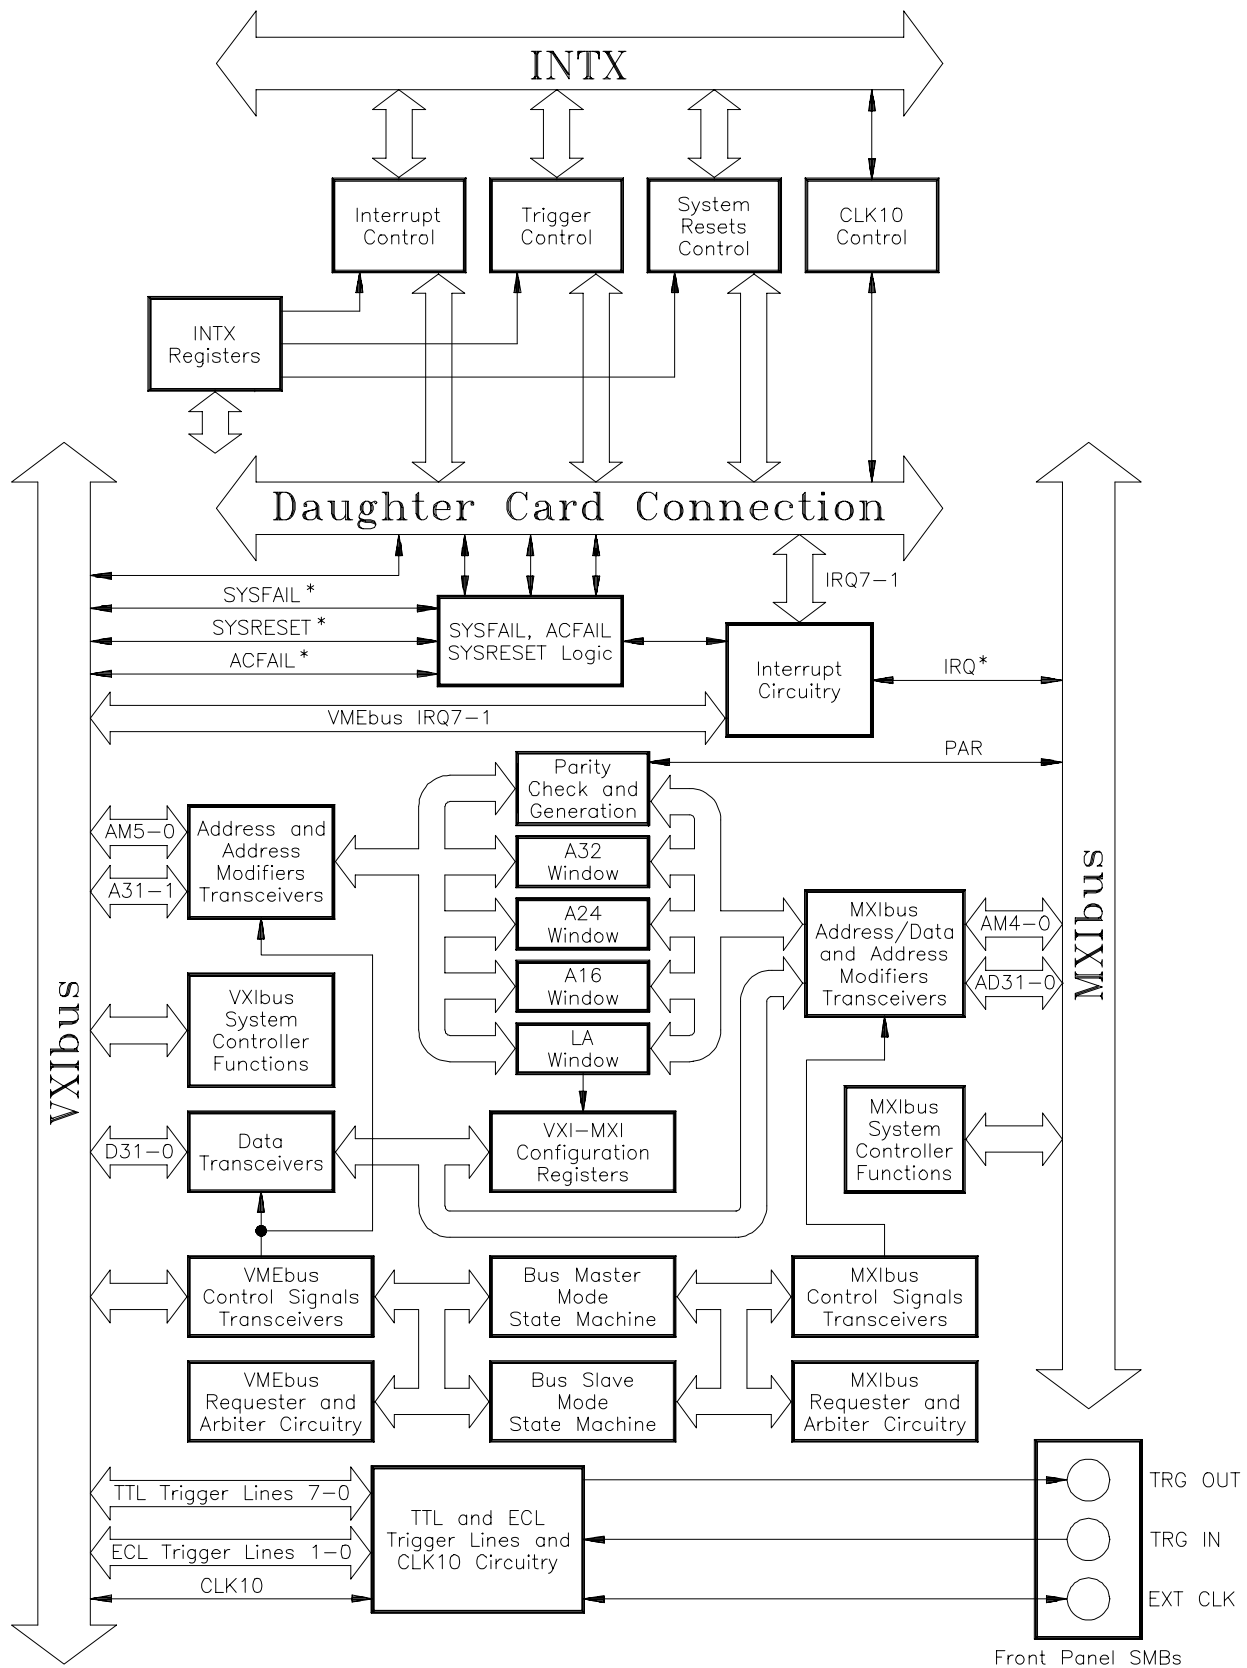 INTX
Interrupt
Control
Trigger
Control
System
Resets
Control
CLK10
Control
INTX
Registers
Daughter Card Connection
IRQ7-1
SYSFAIL*
SYSRESET*
ACFAIL*
SYSFAIL, ACFAIL
SYSRESET Logic
Interrupt
Circuitry
IRQ*
VMEbus IRQ7-1
PAR
Parity
Check and
Generation
AM5-0
A31-1
Address and
Address
Modifiers
Transceivers
A32
Window
A24
Window
A16
Window
LA
Window
MXIbus
Address/Data
and Address
Modifiers
Transceivers
AM4-0
AD31-0
MXIbus
VXIbus
VXIbus
System
Controller
Functions
D31-0
Data
Transceivers
VXI-MXI
Configuration
Registers
MXIbus
System
Controller
Functions
VMEbus
Control Signals
Transceivers
Bus Master
Mode
State Machine
MXIbus
Control Signals
Transceivers
VMEbus
Requester and
Arbiter Circuitry
Bus Slave
Mode
State Machine
MXIbus
Requester and
Arbiter Circuitry
TTL Trigger Lines 7-0
ECL Trigger Lines 1-0
CLK10
TTL and ECL
Trigger Lines and
CLK10 Circuitry
TRG OUT
TRG IN
EXT CLK
Front Panel SMBs